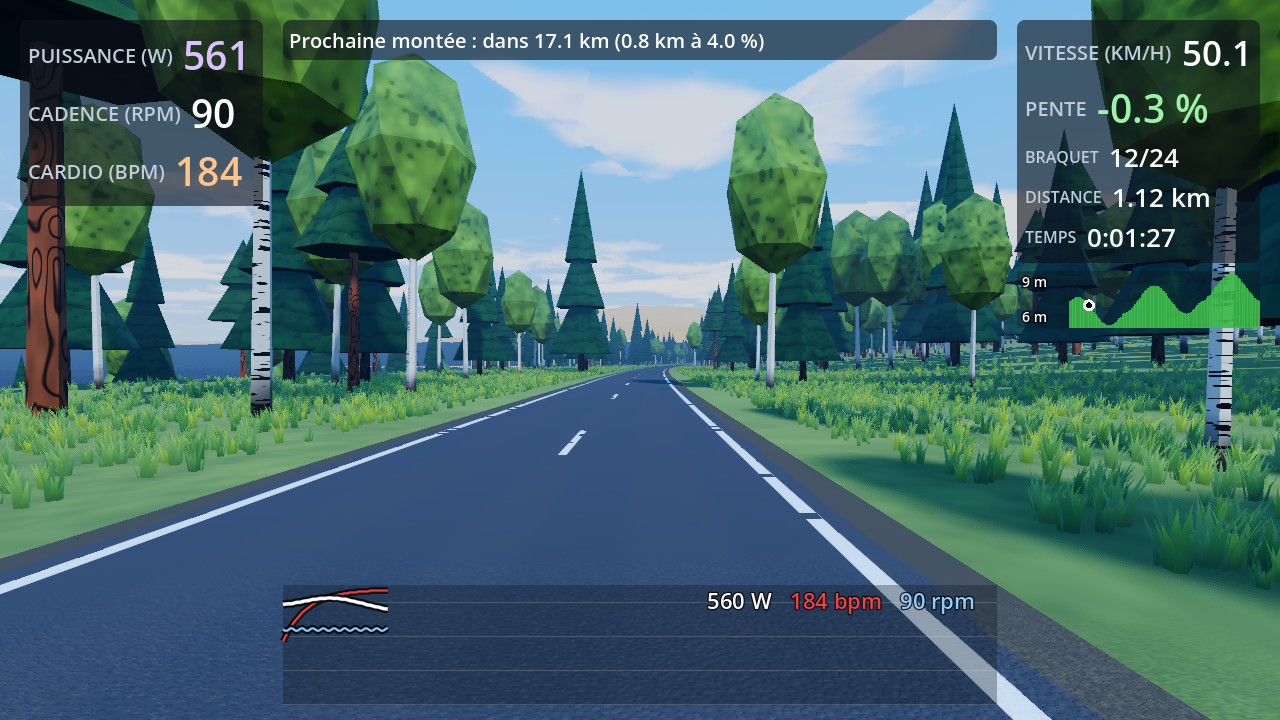 PUISSANCE (W) 561
CADENCE (RPM) 90
CARDIO (BPM) 184
Prochaine montée : dans 17.1 km (0.8 km à 4.0 %)
VITESSE (KM/H) 50.1
PENTE -0.3 %
BRAQUET 12/24
DISTANCE 1.12 km
TEMPS 0:01:27
9 m
6 m
560 W 184 bpm 90 rpm